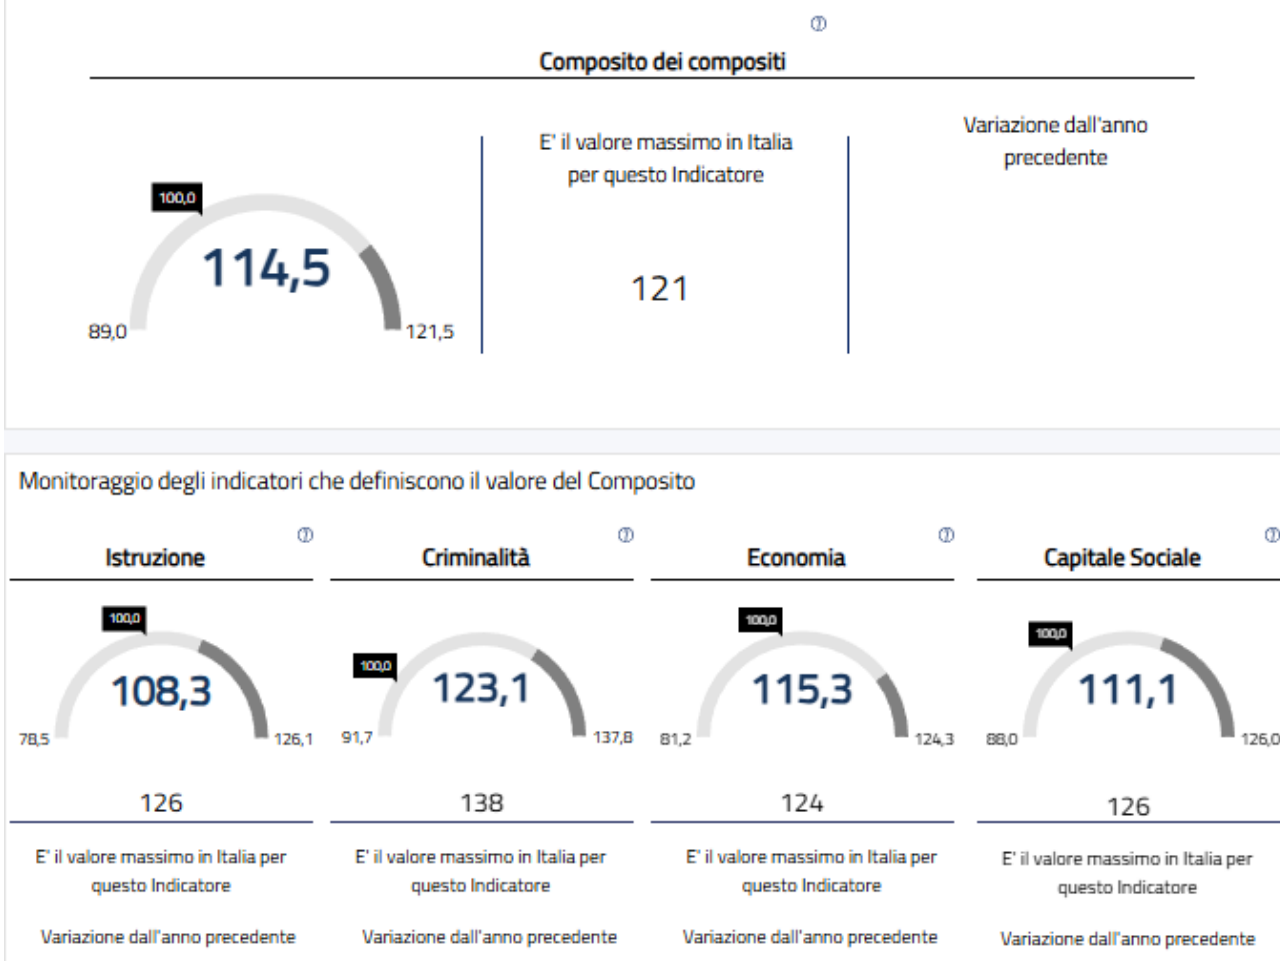 Composito dei compositi
E' il valore massimo in Italia
per questo Indicatore
Variazione dall'anno
precedente
100,0
114,5
121
89,0
121,5
Monitoraggio degli indicatori che definiscono il valore del Composito
Istruzione
Criminalità
Economia
Capitale Sociale
100,0
108,3
78,5
126,1
100,0
123,1
91,7
137,8
100,0
115,3
81,2
124,3
100,0
111,1
88,0
126,0
126
138
124
126
E' il valore massimo in Italia per
questo Indicatore
E' il valore massimo in Italia per
questo Indicatore
E' il valore massimo in Italia per
questo Indicatore
E' il valore massimo in Italia per
questo Indicatore
Variazione dall'anno precedente
Variazione dall'anno precedente
Variazione dall'anno precedente
Variazione dall'anno precedente